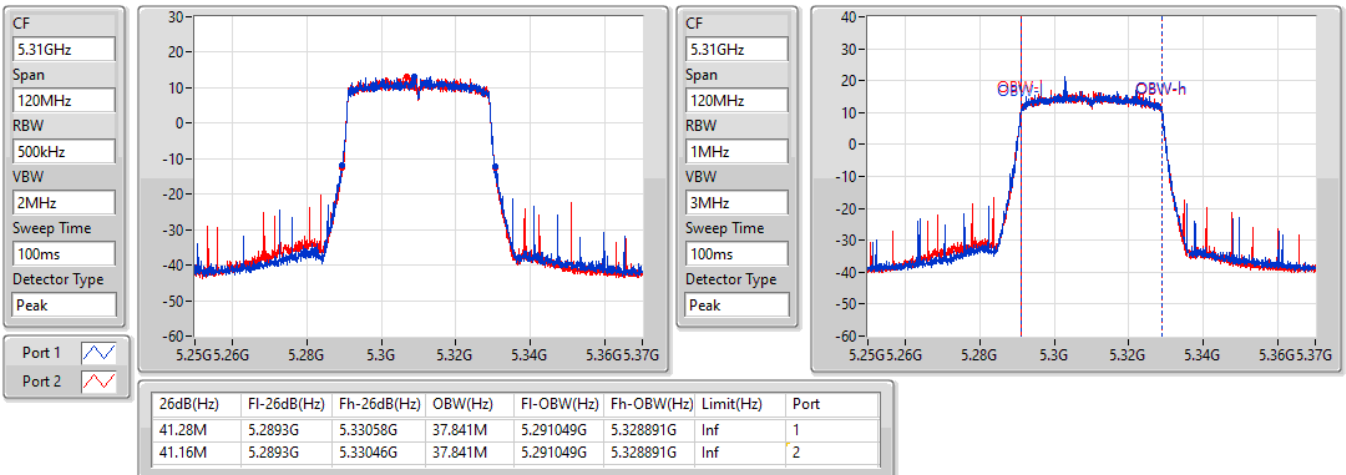 CF
5.31GHz
Span
120MHz
RBW
500kHz
VBW
2MHz
Sweep Time
100ms
Detector Type
Peak
Port 1
Port 2
30
20
10
0
-10
-20
-30
-40
-50
-60
5.25G 5.26G 5.28G 5.3G 5.32G 5.34G 5.36G 5.37G
CF
5.31GHz
Span
120MHz
RBW
1MHz
VBW
3MHz
Sweep Time
100ms
Detector Type
Peak
40
30
20
10
0
-10
-20
-30
-40
-50
-60
OBW-l OBW-h
5.25G 5.26G 5.28G 5.3G 5.32G 5.34G 5.36G 5.37G
26dB(Hz) Fl-26dB(Hz) Fh-26dB(Hz) OBW(Hz) Fl-OBW(Hz) Fh-OBW(Hz) Limit(Hz) Port
41.28M 5.2893G 5.33058G 37.841M 5.291049G 5.328891G Inf 1
41.16M 5.2893G 5.33046G 37.841M 5.291049G 5.328891G Inf 2